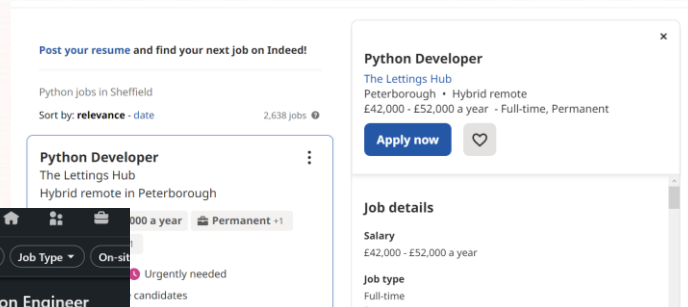 Post your resume and find your next job on Indeed!
Python jobs in Sheffield
Sort by: relevance - date
2,638 jobs
Python Developer
The Lettings Hub
Hybrid remote in Peterborough
000 a year
Permanent +1
Urgently needed
candidates
Job Type
On-sit
on Engineer
Python Developer
The Lettings Hub
Peterborough • Hybrid remote
£42,000 - £52,000 a year - Full-time, Permanent
Apply now
Job details
Salary
£42,000 - £52,000 a year
Job type
Full-time